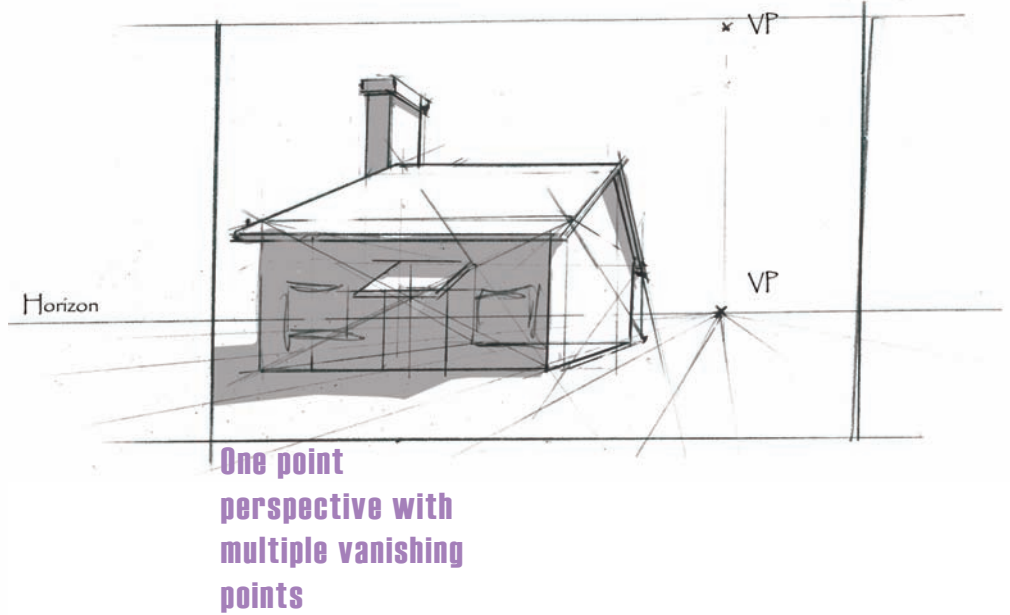 VP
VP
Horizon
One point
perspective with
multiple vanishing
points